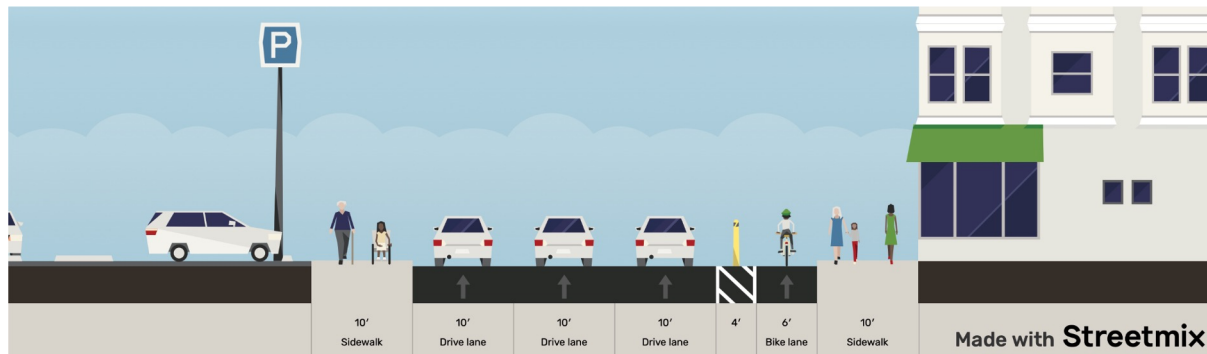 P
10′
Sidewalk
10′
Drive lane
10′
Drive lane
10′
Drive lane
4′
6′
Bike lane
10′
Sidewalk
Made with Streetmix